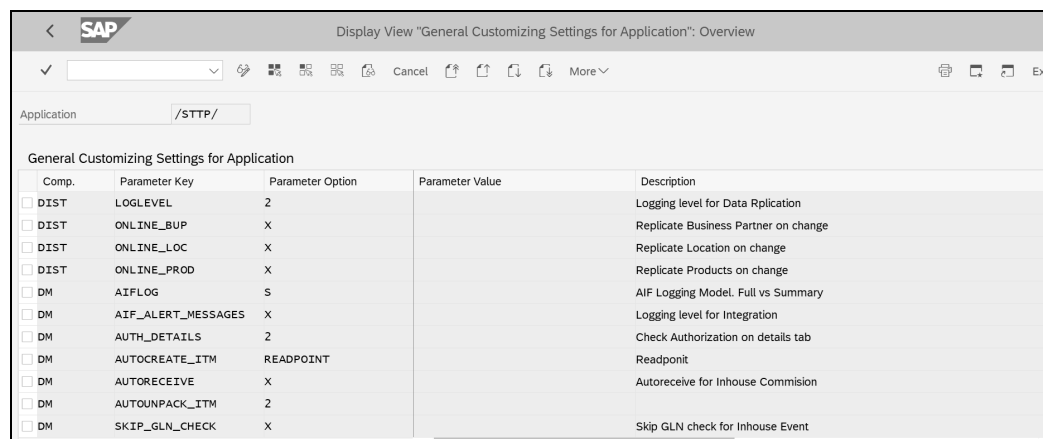 SAP Display View "General Customizing Settings for Application": Overview
Cancel More Ex
Application /STTP/
General Customizing Settings for Application
Comp. Parameter Key Parameter Option Parameter Value Description
DIST LOGLEVEL 2 Logging level for Data Rplication
DIST ONLINE_BUP X Replicate Business Partner on change
DIST ONLINE_LOC X Replicate Location on change
DIST ONLINE_PROD X Replicate Products on change
DM AIFLOG S AIF Logging Model. Full vs Summary
DM AIF_ALERT_MESSAGES X Logging level for Integration
DM AUTH_DETAILS 2 Check Authorization on details tab
DM AUTOCREATE_ITM READPOINT Readponit
DM AUTORECEIVE X Autoreceive for Inhouse Commision
DM AUTOUNPACK_ITM 2
DM SKIP_GLN_CHECK X Skip GLN check for Inhouse Event